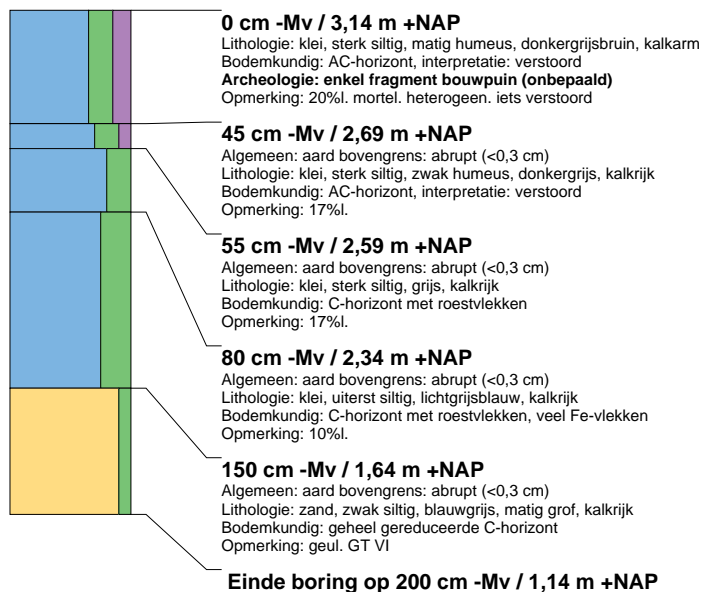 0 cm -Mv / 3,14 m +NAP
Lithologie: klei, sterk siltig, matig humeus, donkergrijsbruin, kalkarm
Bodemkundig: AC-horizont, interpretatie: verstoord
Archeologie: enkel fragment bouwpuin (onbepaald)
Opmerking: 20%l. mortel. heterogeen. iets verstoord
45 cm -Mv / 2,69 m +NAP
Algemeen: aard bovengrens: abrupt (<0,3 cm)
Lithologie: klei, sterk siltig, zwak humeus, donkergrijs, kalkrijk
Bodemkundig: AC-horizont, interpretatie: verstoord
Opmerking: 17%l.
55 cm -Mv / 2,59 m +NAP
Algemeen: aard bovengrens: abrupt (<0,3 cm)
Lithologie: klei, sterk siltig, grijs, kalkrijk
Bodemkundig: C-horizont met roestvlekken
Opmerking: 17%l.
80 cm -Mv / 2,34 m +NAP
Algemeen: aard bovengrens: abrupt (<0,3 cm)
Lithologie: klei, uiterst siltig, lichtgrijsblauw, kalkrijk
Bodemkundig: C-horizont met roestvlekken, veel Fe-vlekken
Opmerking: 10%l.
150 cm -Mv / 1,64 m +NAP
Algemeen: aard bovengrens: abrupt (<0,3 cm)
Lithologie: zand, zwak siltig, blauwgrijs, matig grof, kalkrijk
Bodemkundig: geheel gereduceerde C-horizont
Opmerking: geul. GT VI
Einde boring op 200 cm -Mv / 1,14 m +NAP